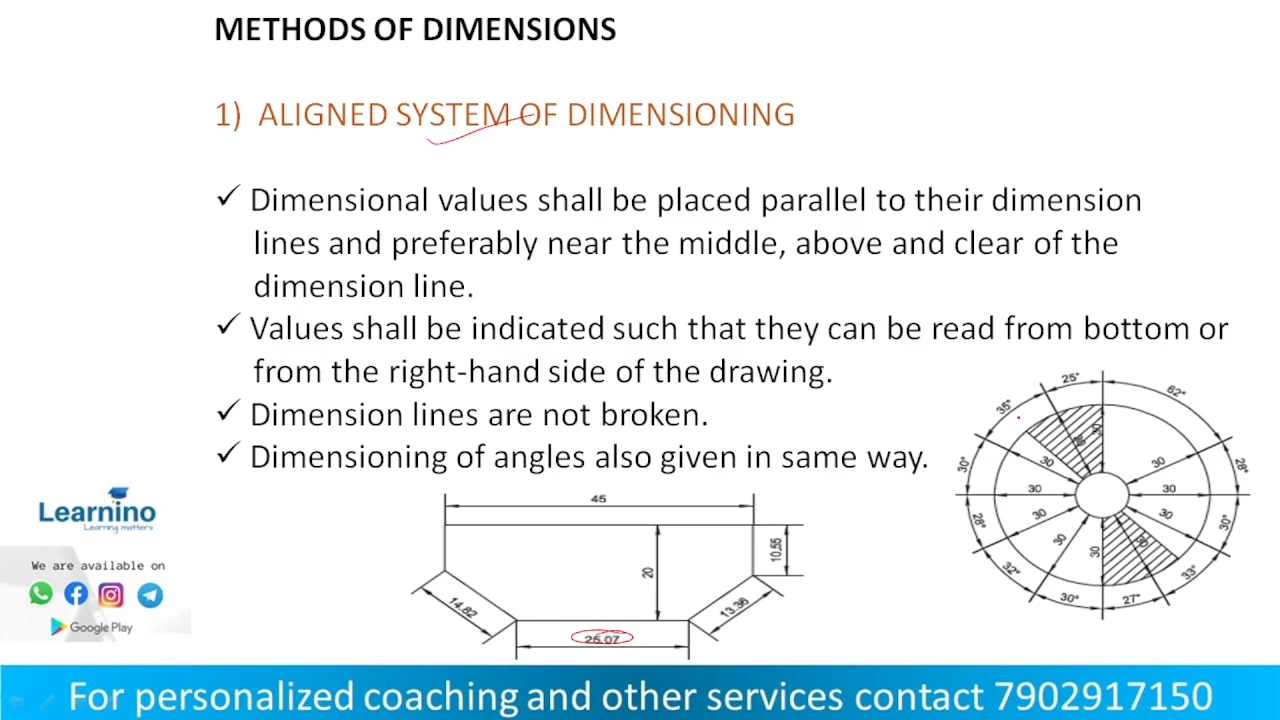 METHODS OF DIMENSIONS
1) ALIGNED SYSTEM OF DIMENSIONING
✓ Dimensional values shall be placed parallel to their dimension
lines and preferably near the middle, above and clear of the
dimension line.
✓ Values shall be indicated such that they can be read from bottom or
from the right-hand side of the drawing.
✓ Dimension lines are not broken.
✓ Dimensioning of angles also given in same way.
45
10,55
20
14.82
13.36
25.07
25°
62°
35°
30°
28°
30
30
30
30
28°
30°
30
30
30
30
30
32°
33°
30°
27°
Learnino
Learning matters
We are available on
Google Play
For personalized coaching and other services contact 7902917150